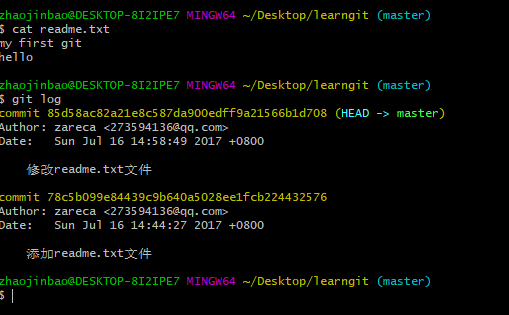 zhaojinbao@DESKTOP-8I2IPE7 MINGW64 ~/Desktop/learngit (master)
$ cat readme.txt
my first git
hello
zhaojinbao@DESKTOP-8I2IPE7 MINGW64 ~/Desktop/learngit (master)
$ git log
commit 85d58ac82a21e8c587da900edff9a21566b1d708 (HEAD -> master)
Author: zareca <273594136@qq.com>
Date:   Sun Jul 16 14:58:49 2017 +0800
修改readme.txt文件
commit 78c5b099e84439c9b640a5028ee1fcb224432576
Author: zareca <273594136@qq.com>
Date:   Sun Jul 16 14:44:27 2017 +0800
添加readme.txt文件
zhaojinbao@DESKTOP-8I2IPE7 MINGW64 ~/Desktop/learngit (master)
$